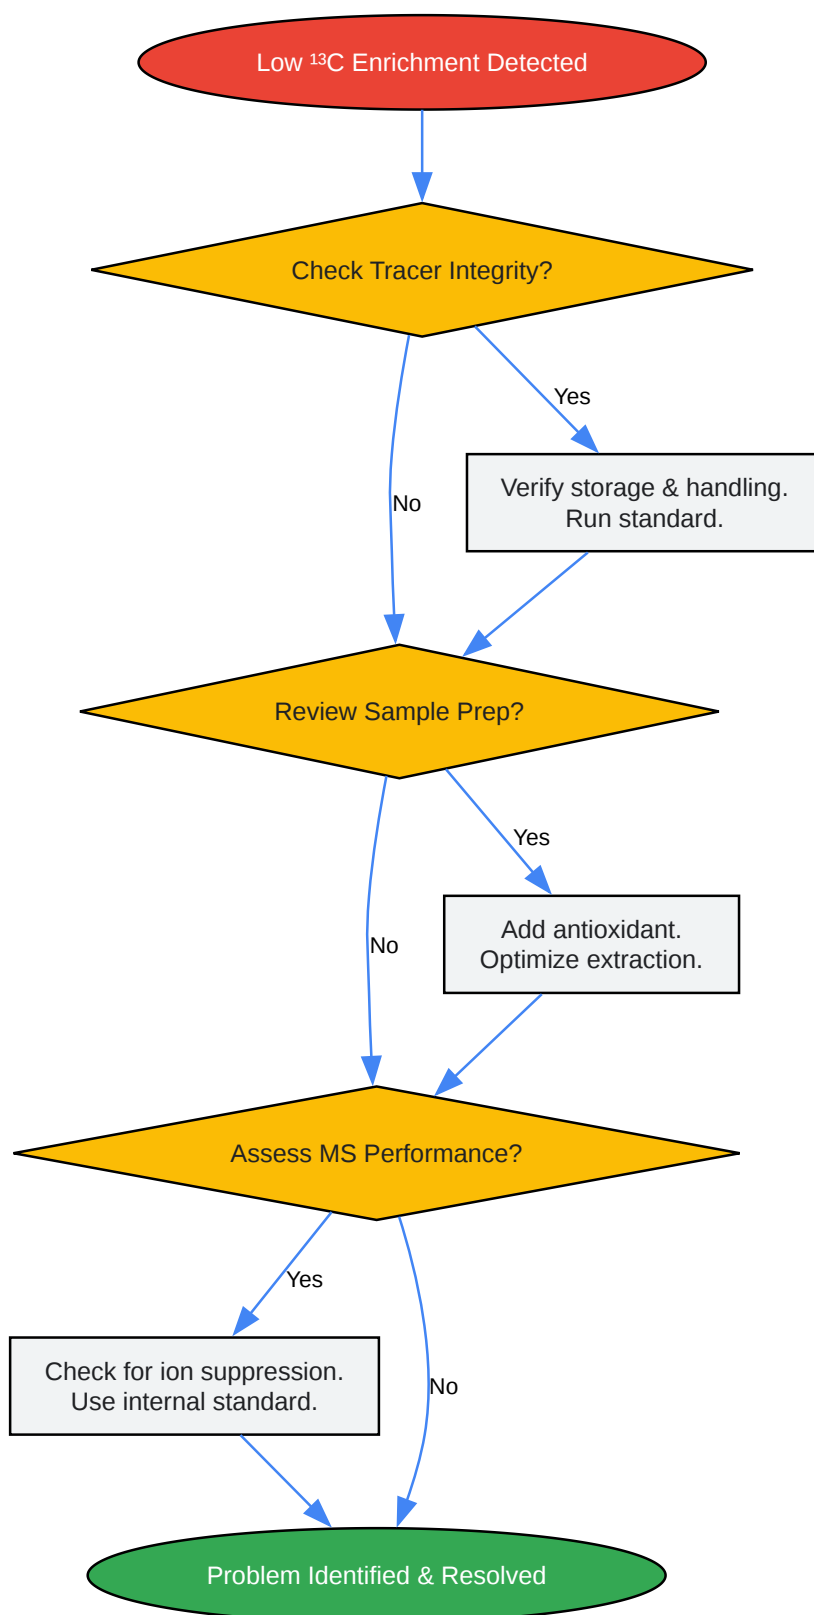 Low ¹³C Enrichment Detected
Check Tracer Integrity?
Yes
Verify storage & handling.
Run standard.
No
Review Sample Prep?
Yes
Add antioxidant.
Optimize extraction.
No
Assess MS Performance?
Yes
Check for ion suppression.
Use internal standard.
No
Problem Identified & Resolved